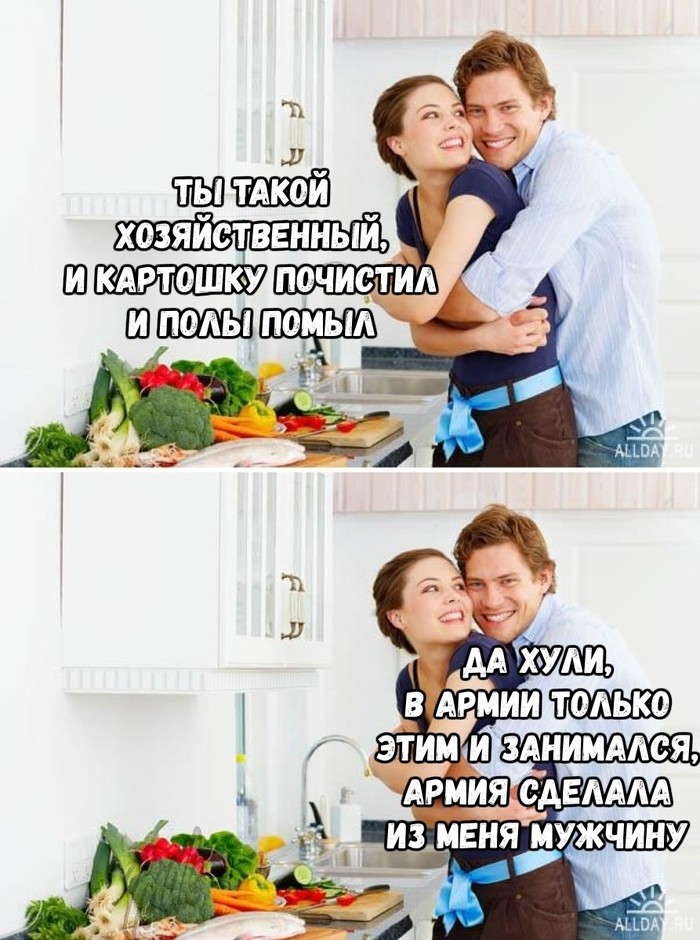 ТЫ ТАКОЙ
ХОЗЯЙСТВЕННЫЙ,
И КАРТОШКУ ПОЧИСТИЛ
И ПОЛЫ ПОМЫЛ
ALLDAY.RU
ДА ХУЛИ,
В АРМИИ ТОЛЬКО
ЭТИМ И ЗАНИМАЛСЯ,
АРМИЯ СДЕЛАЛА
ИЗ МЕНЯ МУЖЧИНУ
ALLDAY.RU